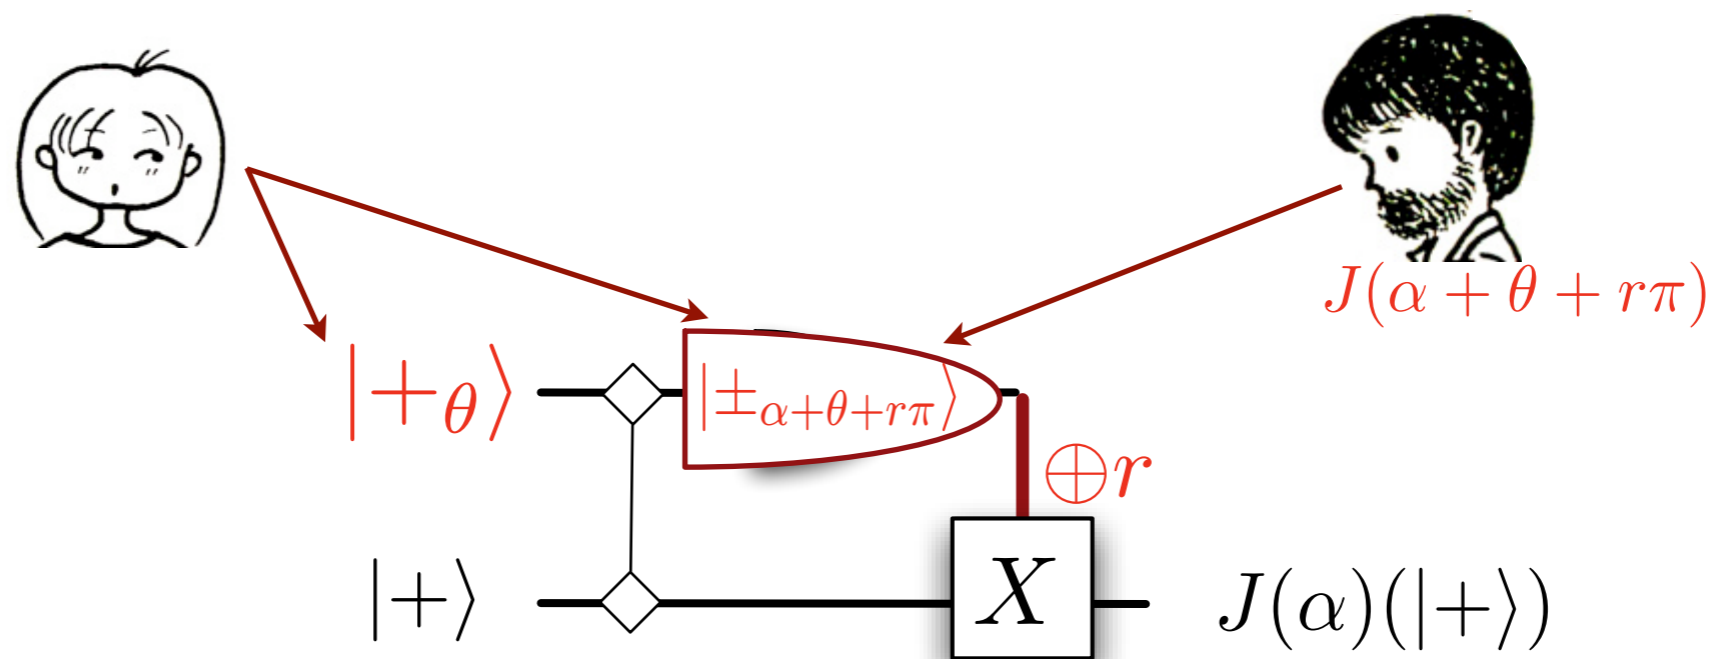 J(α + θ + rπ)
|+θ⟩
|±α+θ+rπ⟩
⊕r
|+⟩
X
J(α)(|+⟩)